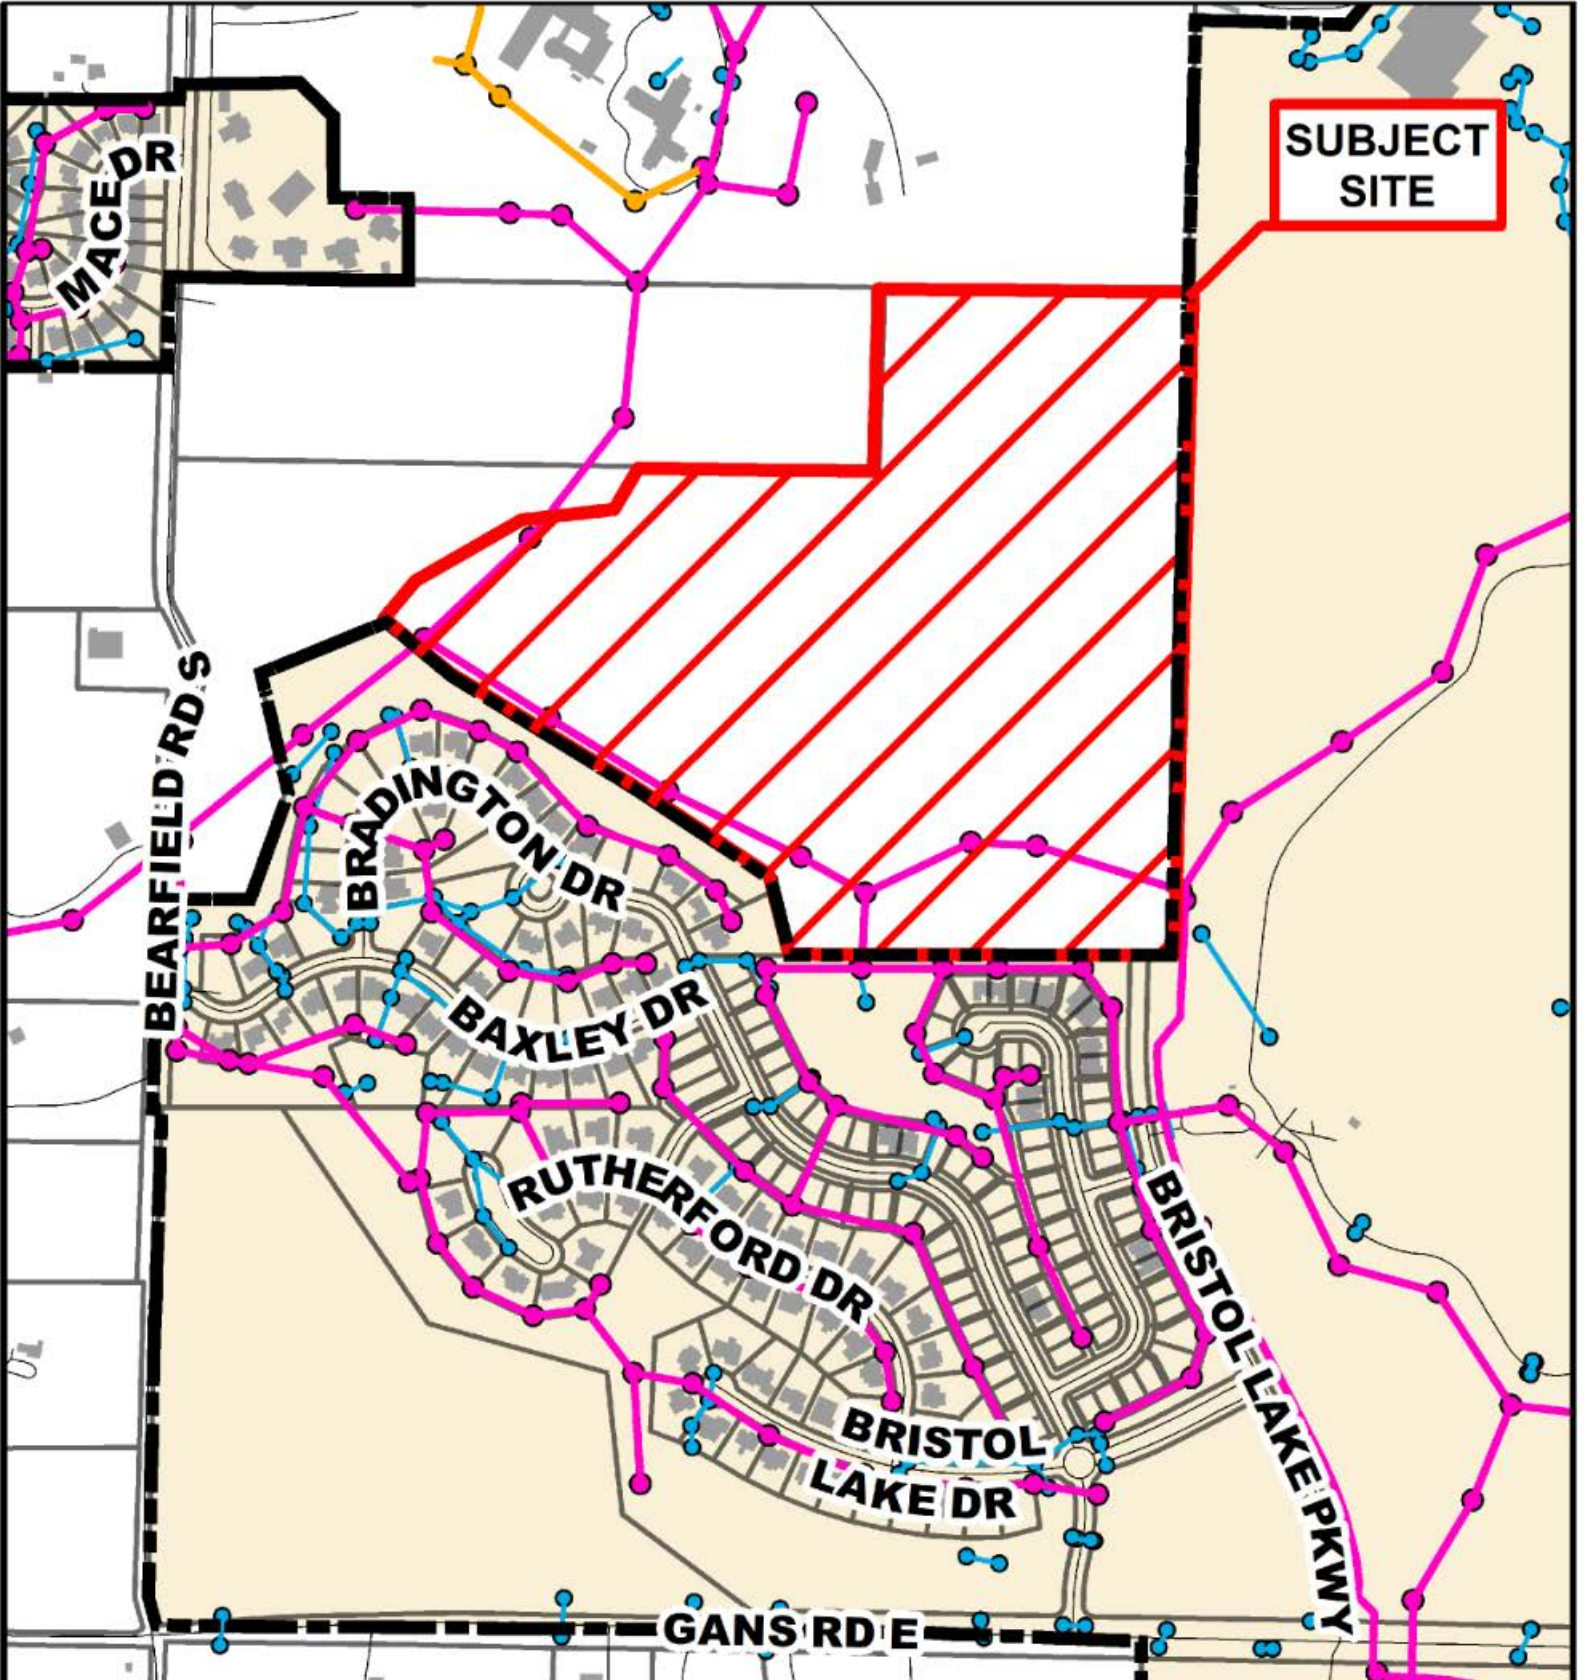 SUBJECT
SITE
MACE DR
BEARFIELD RD S
BRADINGTON DR
BAXLEY DR
RUTHERFORD DR
BRISTOL
LAKE DR
BRISTOL LAKE PKWY
GANS RD E